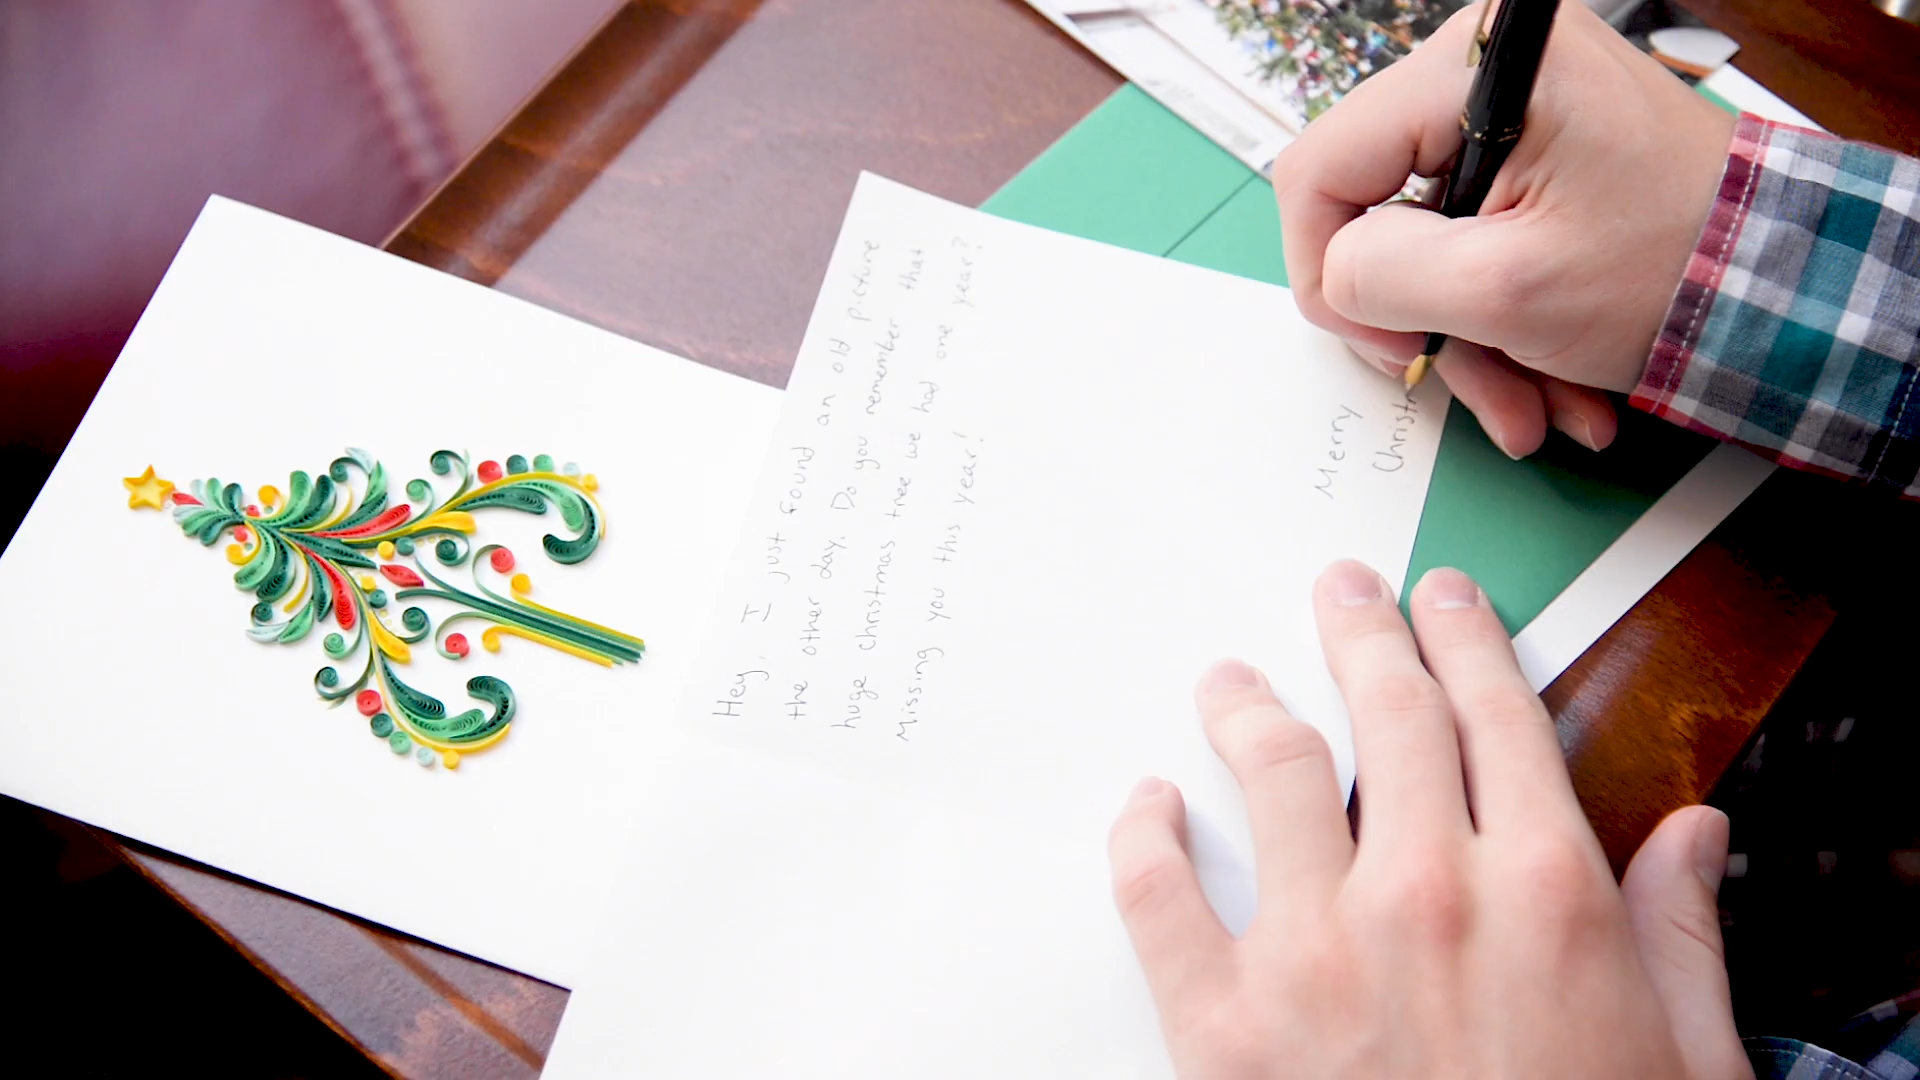 Hey, I just found an old picture
the other day. Do you remember that
huge christmas tree we had one year?
Missing you this year!
Merry
Christm